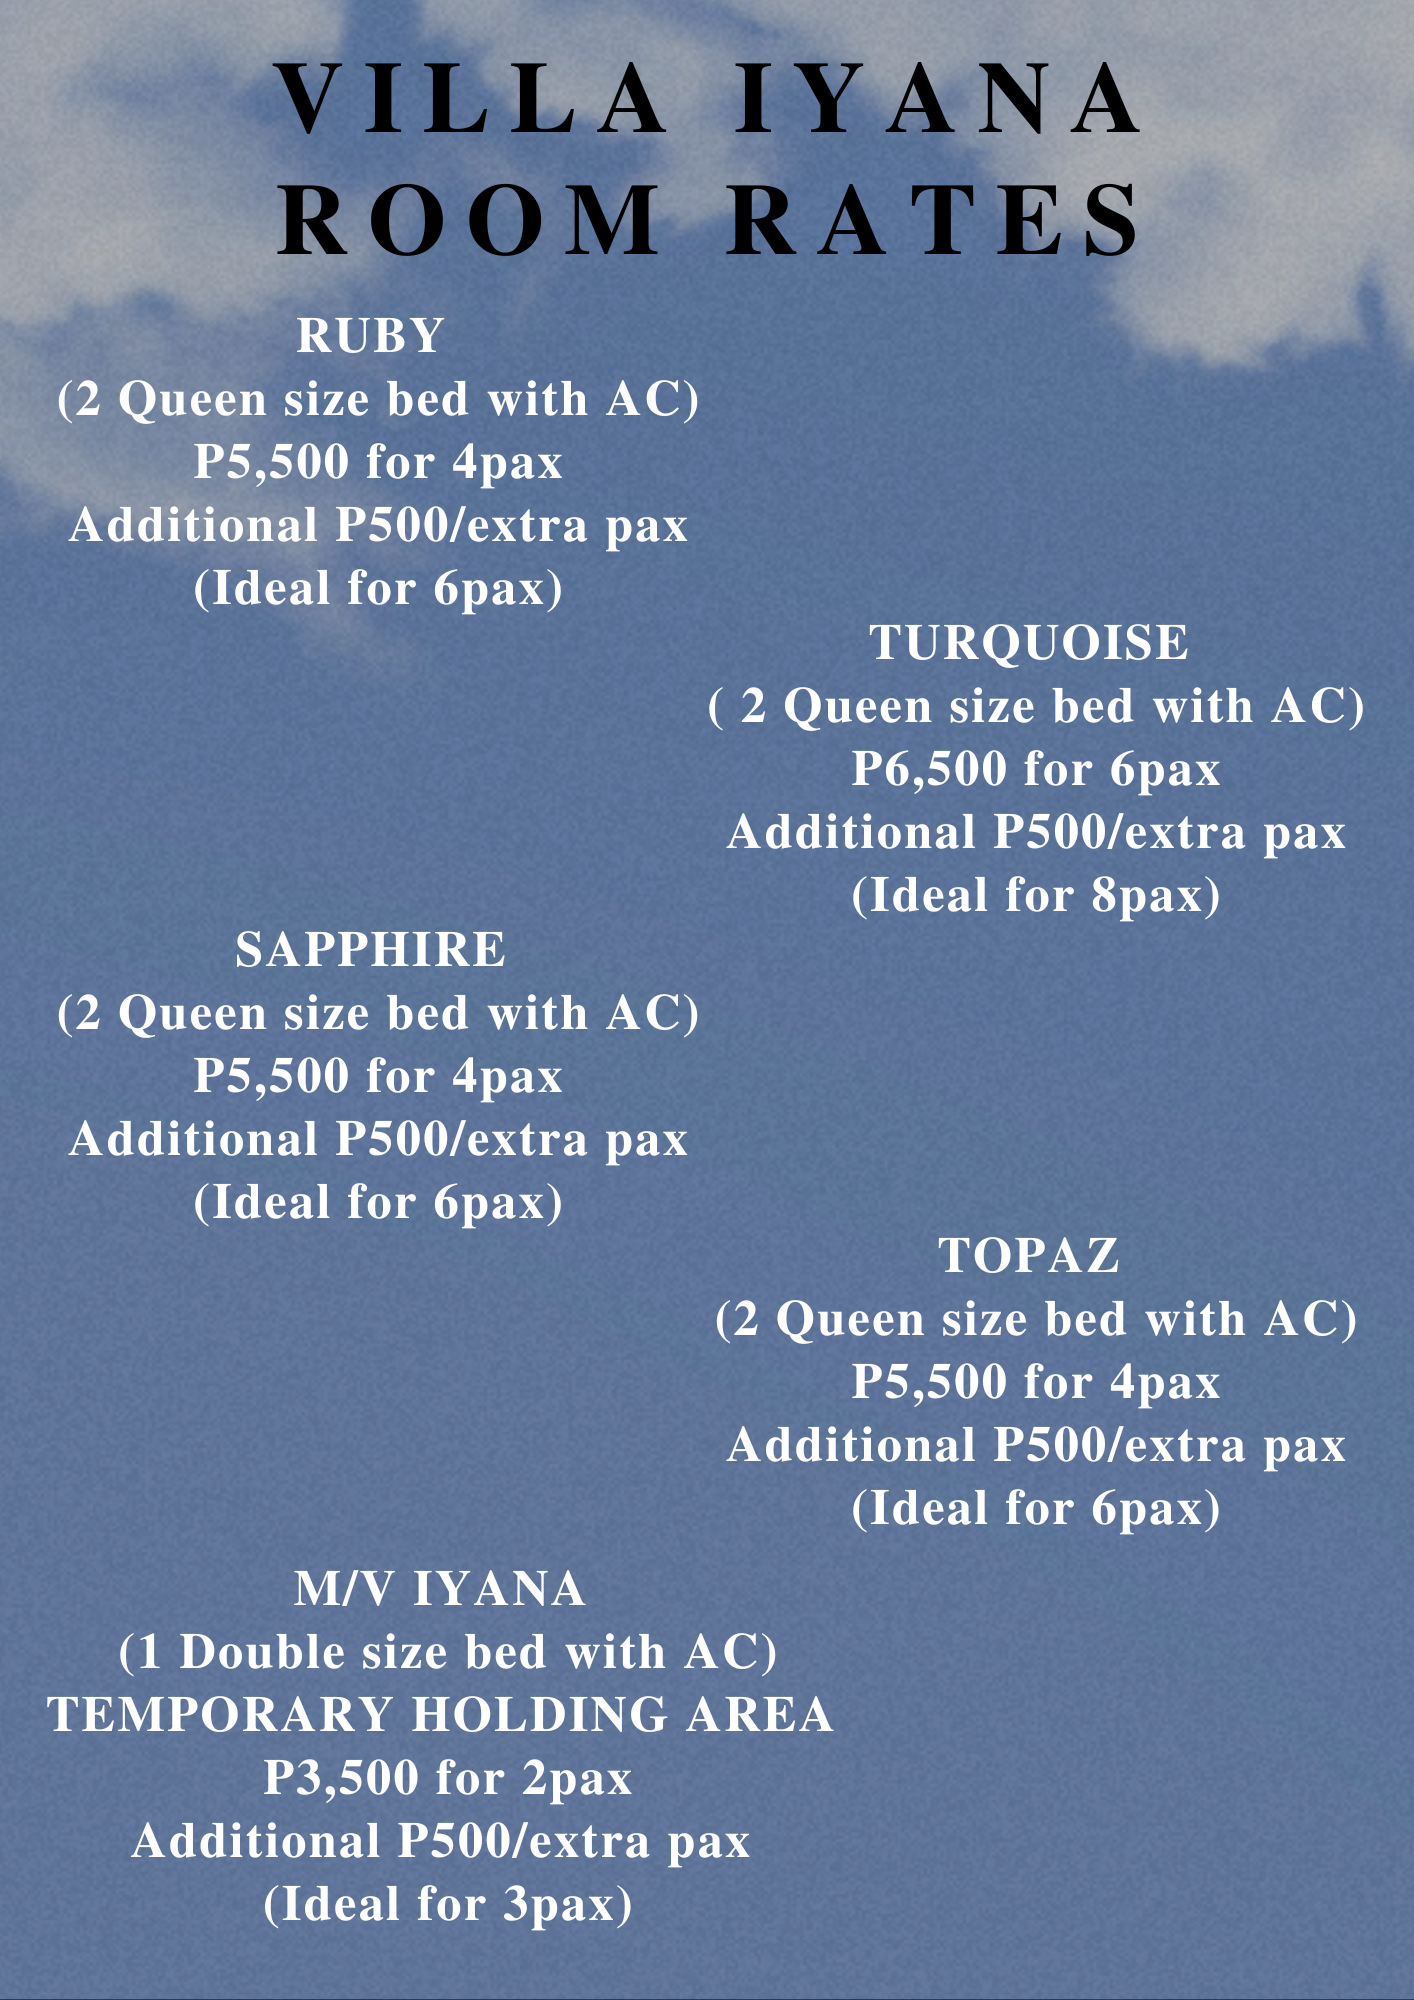 VILLA IYANA
ROOM RATES
RUBY
(2 Queen size bed with AC)
P5,500 for 4pax
Additional P500/extra pax
(Ideal for 6pax)
TURQUOISE
( 2 Queen size bed with AC)
P6,500 for 6pax
Additional P500/extra pax
(Ideal for 8pax)
SAPPHIRE
(2 Queen size bed with AC)
P5,500 for 4pax
Additional P500/extra pax
(Ideal for 6pax)
TOPAZ
(2 Queen size bed with AC)
P5,500 for 4pax
Additional P500/extra pax
(Ideal for 6pax)
M/V IYANA
(1 Double size bed with AC)
TEMPORARY HOLDING AREA
P3,500 for 2pax
Additional P500/extra pax
(Ideal for 3pax)